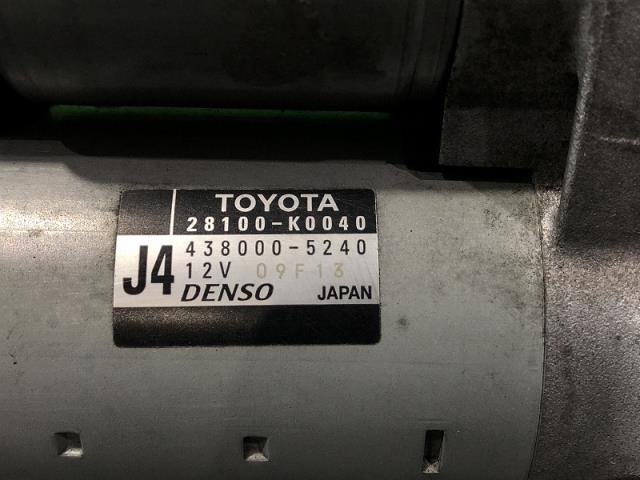 TOYOTA
28100-K0040
438000-5240
J4 12V 09F13
DENSO JAPAN